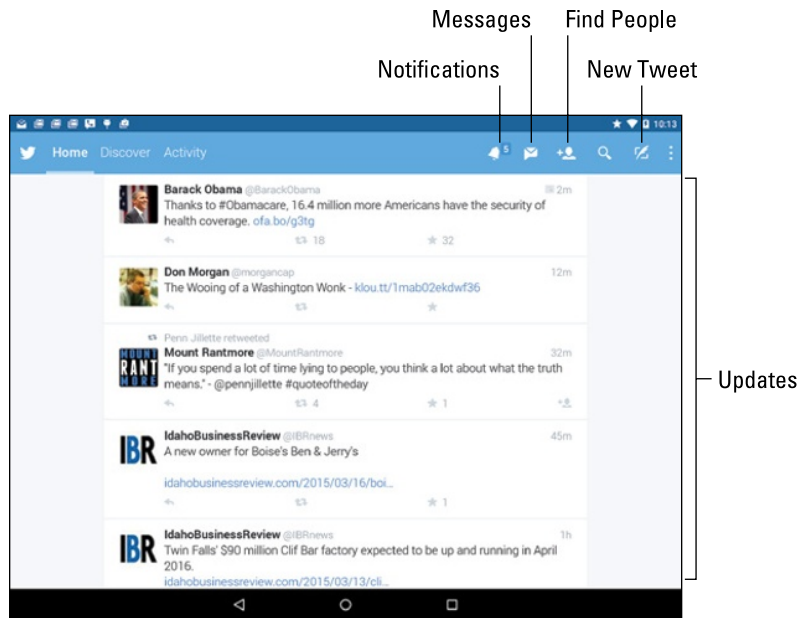 Messages Find People
Notifications New Tweet
10:13
Home Discover Activity 5
Barack Obama @BarackObama 2m
Thanks to #Obamacare, 16.4 million more Americans have the security of
health coverage. ofa.bo/g3tg
18 32
Don Morgan @morgancap 12m
The Wooing of a Washington Wonk - klou.tt/1mab02ekdwf36
Penn Jillette retweeted
MOUNT
RANT
MORE
Mount Rantmore @MountRantmore 32m
"If you spend a lot of time lying to people, you think a lot about what the truth
means." - @pennjillette #quoteoftheday
4 1
Updates
IBR
IdahoBusinessReview @IBRnews 45m
A new owner for Boise's Ben & Jerry's
idahobusinessreview.com/2015/03/16/boi...
1
IBR
IdahoBusinessReview @IBRnews 1h
Twin Falls' $90 million Clif Bar factory expected to be up and running in April
2016.
idahobusinessreview.com/2015/03/13/cli...